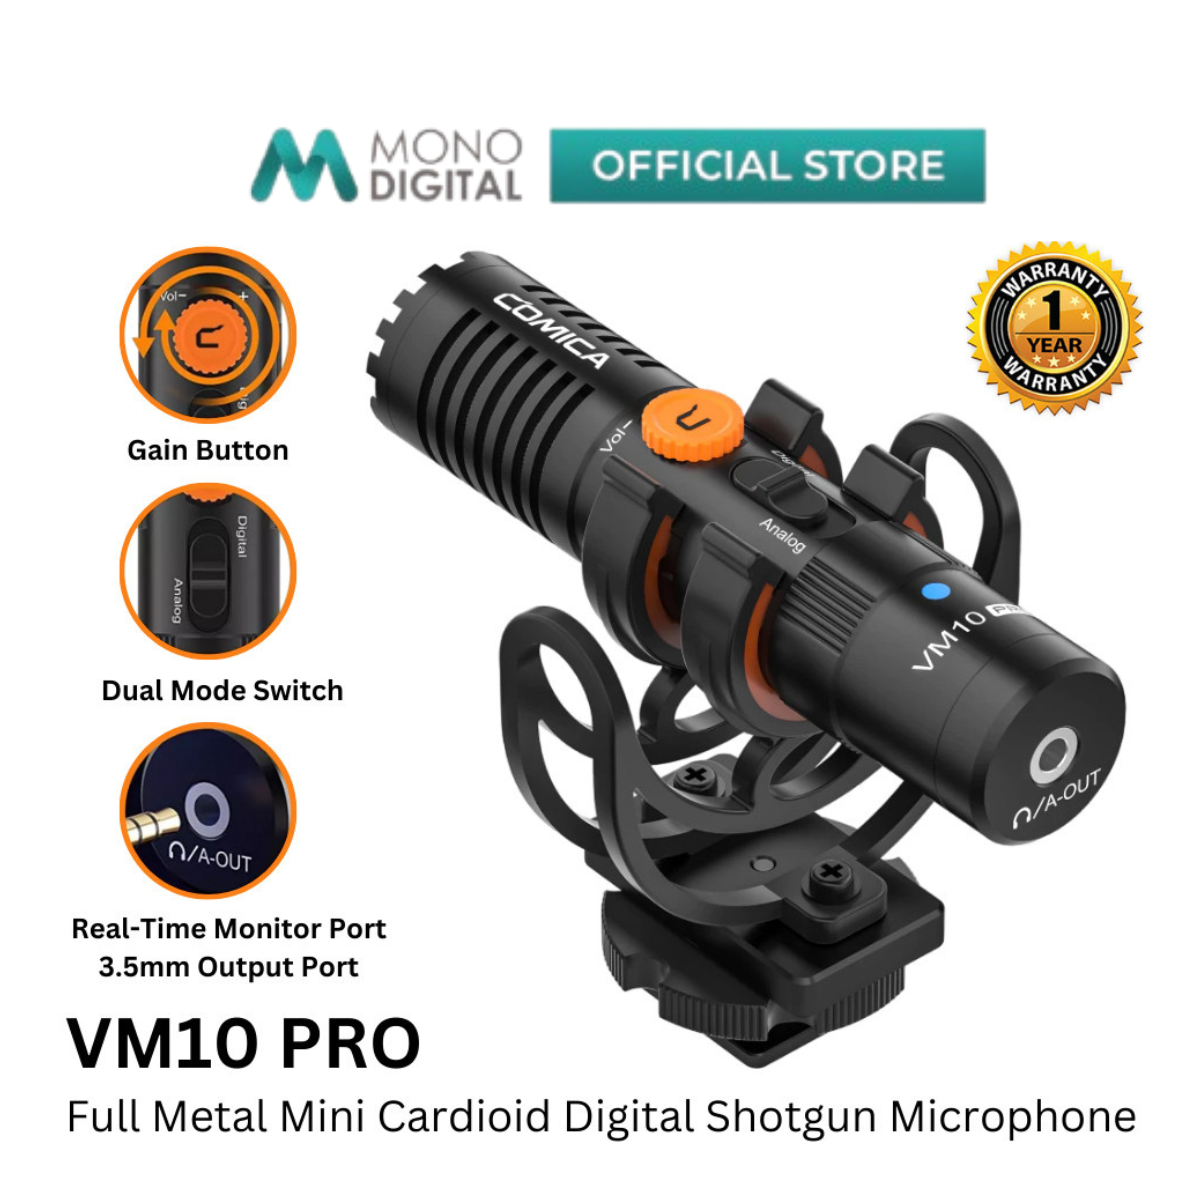 MONO
DIGITAL
OFFICIAL STORE
WARRANTY
1
YEAR
WARRANTY
Vol-
+
Gain Button
Digital
Analog
Dual Mode Switch
/A-OUT
Real-Time Monitor Port
3.5mm Output Port
COMICA
Vol-
Digital
Analog
VM10 PRO
/A-OUT
VM10 PRO
Full Metal Mini Cardioid Digital Shotgun Microphone